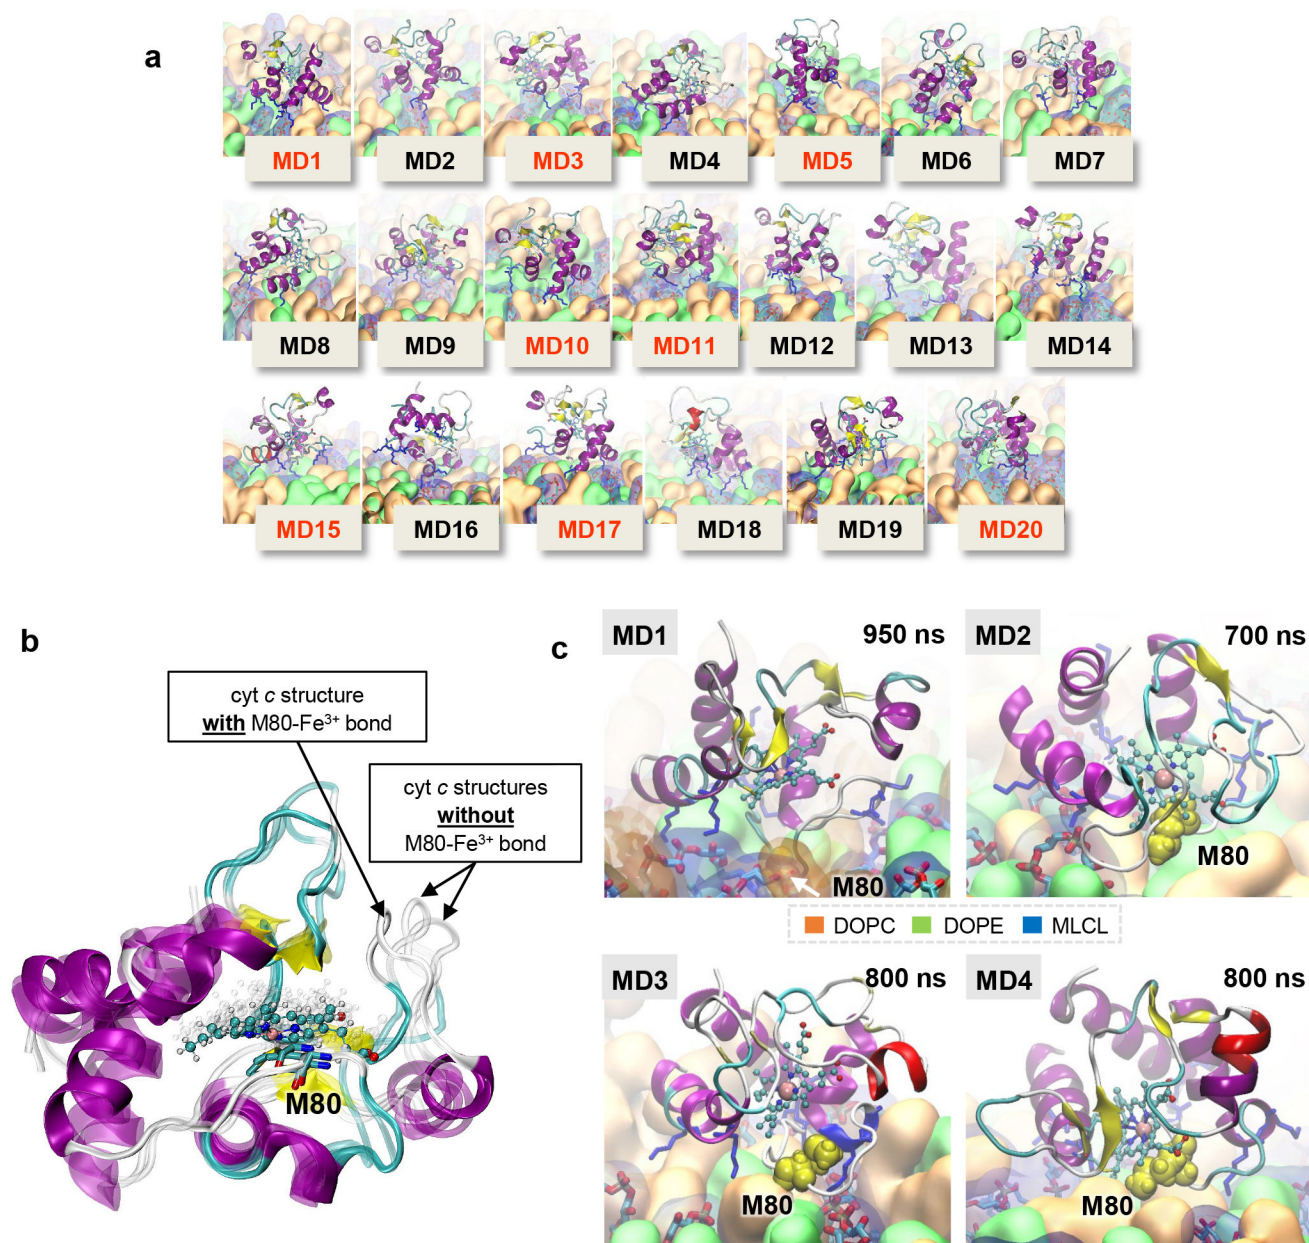 a
MD1 MD2 MD3 MD4 MD5 MD6 MD7
MD8 MD9 MD10 MD11 MD12 MD13 MD14
MD15 MD16 MD17 MD18 MD19 MD20
b
cyt c structure
with M80-Fe³⁺ bond
cyt c structures
without
M80-Fe³⁺ bond
M80
c
MD1 950 ns
M80
MD2 700 ns
M80
DOPC DOPE MLCL
MD3 800 ns
M80
MD4 800 ns
M80